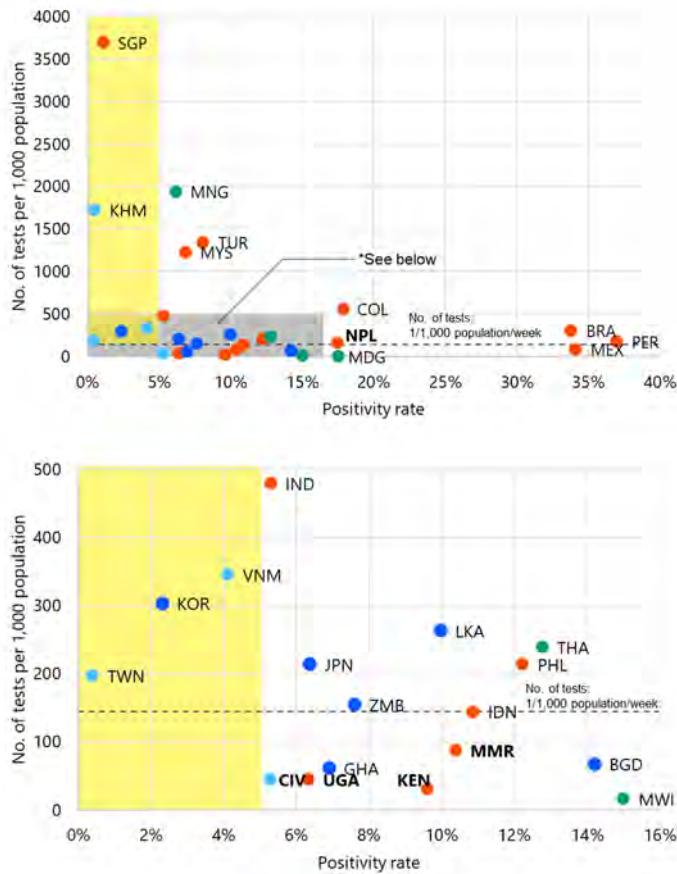 No. of tests per 1,000 population
4000
3500
3000
2500
2000
1500
1000
500
0
SGP
KHM
MNG
TUR
MYS
*See below
COL
No. of tests:
1/1,000 population/week
NPL
BRA
PER
MEX
MDG
0% 5% 10% 15% 20% 25% 30% 35% 40%
Positivity rate
No. of tests per 1,000 population
500
400
300
200
100
0
IND
VNM
KOR
LKA
THA
JPN
PHL
TWN
No. of tests:
1/1,000 population/week
ZMB
IDN
MMR
GHA
BGD
CIV
UGA
KEN
MWI
0% 2% 4% 6% 8% 10% 12% 14% 16%
Positivity rate